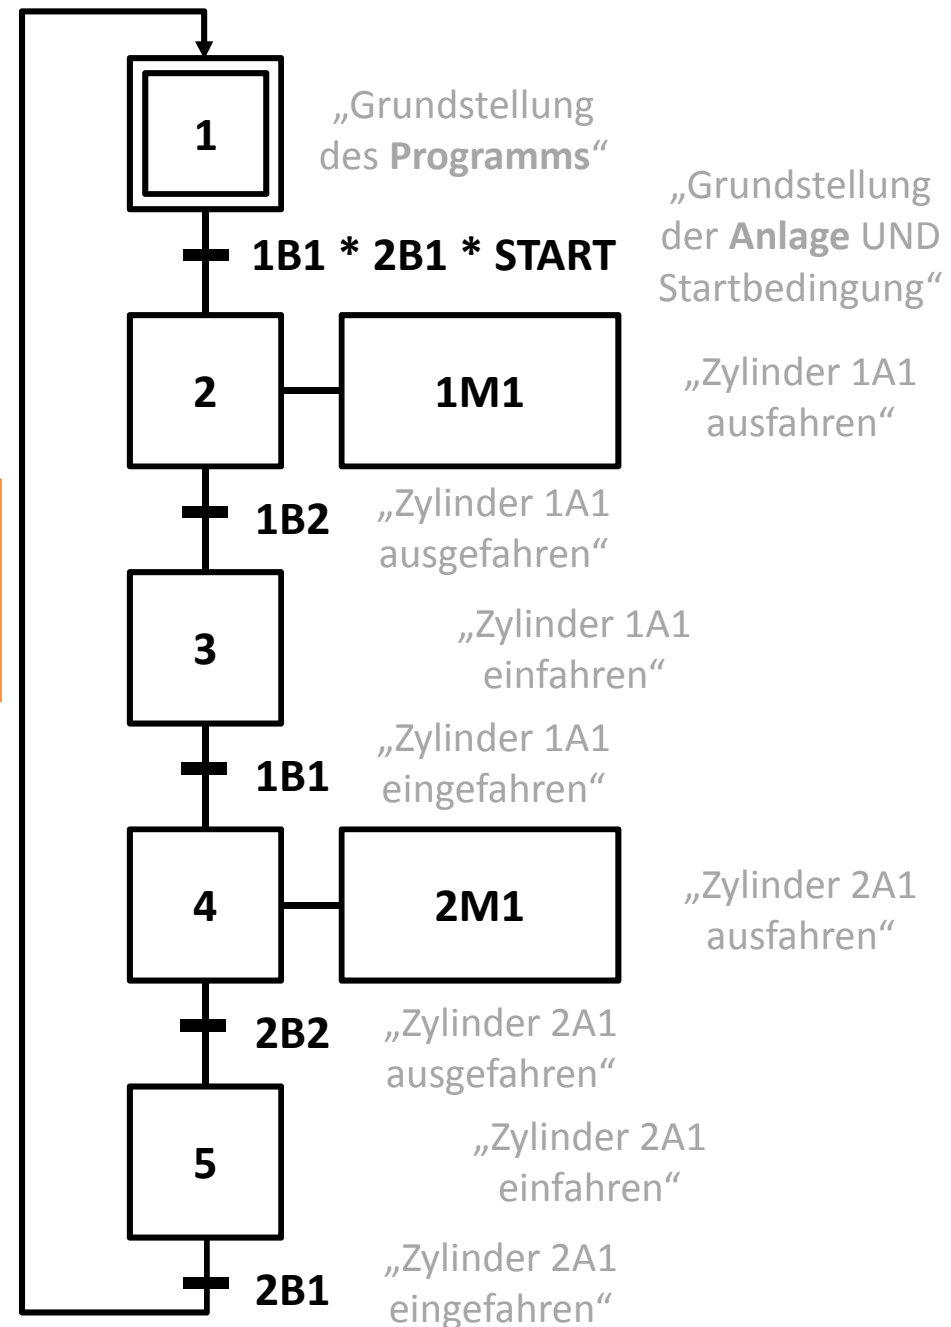 1
„Grundstellung
des Programms“
1B1 * 2B1 * START
„Grundstellung
der Anlage UND
Startbedingung“
2
1M1
„Zylinder 1A1
ausfahren“
1B2
„Zylinder 1A1
ausgefahren“
3
„Zylinder 1A1
einfahren“
1B1
„Zylinder 1A1
eingefahren“
4
2M1
„Zylinder 2A1
ausfahren“
2B2
„Zylinder 2A1
ausgefahren“
5
„Zylinder 2A1
einfahren“
2B1
„Zylinder 2A1
eingefahren“